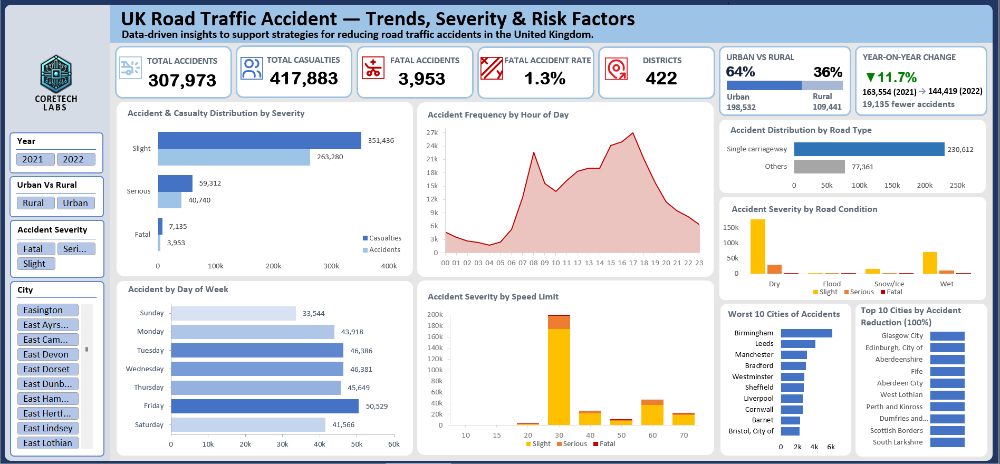 UK Road Traffic Accident — Trends, Severity & Risk Factors
Data-driven insights to support strategies for reducing road traffic accidents in the United Kingdom.
CORETECH
LABS
Year
2021 2022
Urban Vs Rural
Rural Urban
Accident Severity
Fatal Seri...
Slight
City
Easington
East Ayrs...
East Cam...
East Devon
East Dorset
East Dunb...
East Ham...
East Hertf...
East Lindsey
East Lothian
TOTAL ACCIDENTS
307,973
TOTAL CASUALTIES
417,883
FATAL ACCIDENTS
3,953
FATAL ACCIDENT RATE
1.3%
DISTRICTS
422
URBAN VS RURAL
64% 36%
Urban Rural
198,532 109,441
YEAR-ON-YEAR CHANGE
▼11.7%
163,554 (2021) → 144,419 (2022)
19,135 fewer accidents
Accident & Casualty Distribution by Severity
Slight 351,436
263,280
Serious 59,312
40,740
Fatal 7,135
3,953
Casualties
Accidents
0 100k 200k 300k 400k
Accident Frequency by Hour of Day
27k
24k
21k
18k
15k
12k
9k
6k
3k
0
00 01 02 03 04 05 06 07 08 09 10 11 12 13 14 15 16 17 18 19 20 21 22 23
Accident Distribution by Road Type
Single carriageway 230,612
Others 77,361
0 50k 100k 150k 200k 250k
Accident Severity by Road Condition
150k
100k
50k
0
Dry Flood Snow/Ice Wet
Slight Serious Fatal
Accident by Day of Week
Sunday 33,544
Monday 43,918
Tuesday 46,386
Wednesday 46,381
Thursday 45,649
Friday 50,529
Saturday 41,566
0 10k 20k 30k 40k 50k 60k
Accident Severity by Speed Limit
200k
180k
160k
140k
120k
100k
80k
60k
40k
20k
0
10 15 20 30 40 50 60 70
Slight Serious Fatal
Worst 10 Cities of Accidents
Birmingham
Leeds
Manchester
Bradford
Westminster
Sheffield
Liverpool
Cornwall
Barnet
Bristol, City of
0 2k 4k 6k
Top 10 Cities by Accident
Reduction (100%)
Glasgow City
Edinburgh, City of
Aberdeenshire
Fife
Aberdeen City
West Lothian
Perth and Kinross
Dumfries and...
Scottish Borders
South Larkshire